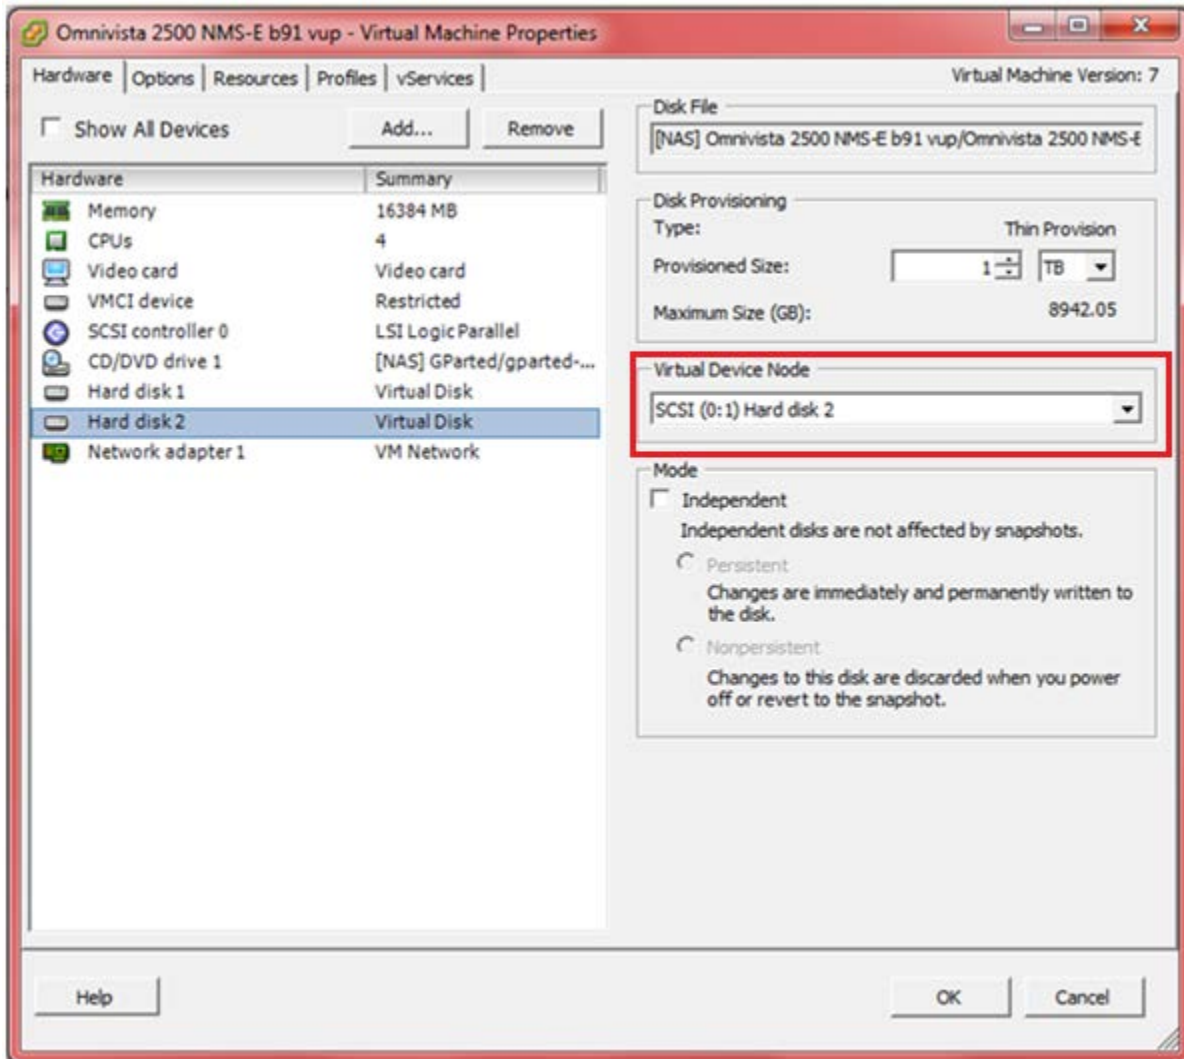 Omnivista 2500 NMS-E b91 vup - Virtual Machine Properties
Hardware Options Resources Profiles vServices
Virtual Machine Version: 7
Show All Devices
Add...
Remove
Hardware Summary
Memory 16384 MB
CPUs 4
Video card Video card
VMCI device Restricted
SCSI controller 0 LSI Logic Parallel
CD/DVD drive 1 [NAS] GParted/gparted-...
Hard disk 1 Virtual Disk
Hard disk 2 Virtual Disk
Network adapter 1 VM Network
Disk File
[NAS] Omnivista 2500 NMS-E b91 vup/Omnivista 2500 NMS-E
Disk Provisioning
Type: Thin Provision
Provisioned Size: 1 TB
Maximum Size (GB): 8942.05
Virtual Device Node
SCSI (0:1) Hard disk 2
Mode
Independent
Independent disks are not affected by snapshots.
Persistent
Changes are immediately and permanently written to
the disk.
Nonpersistent
Changes to this disk are discarded when you power
off or revert to the snapshot.
Help
OK
Cancel